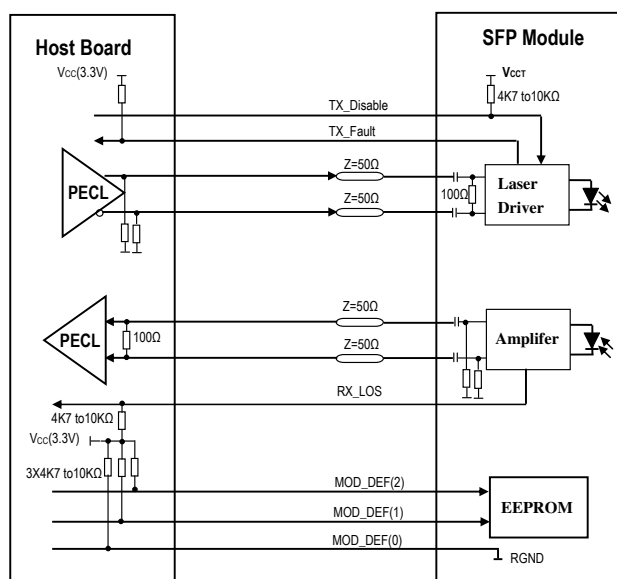 Host Board
SFP Module
Vcc(3.3V)
VCCT
4K7 to10KΩ
TX_Disable
TX_Fault
Z=50Ω
PECL
100Ω
Laser
Driver
Z=50Ω
Z=50Ω
PECL
100Ω
Z=50Ω
Amplifer
RX_LOS
4K7 to10KΩ
Vcc(3.3V)
3X4K7 to10KΩ
MOD_DEF(2)
EEPROM
MOD_DEF(1)
MOD_DEF(0)
RGND